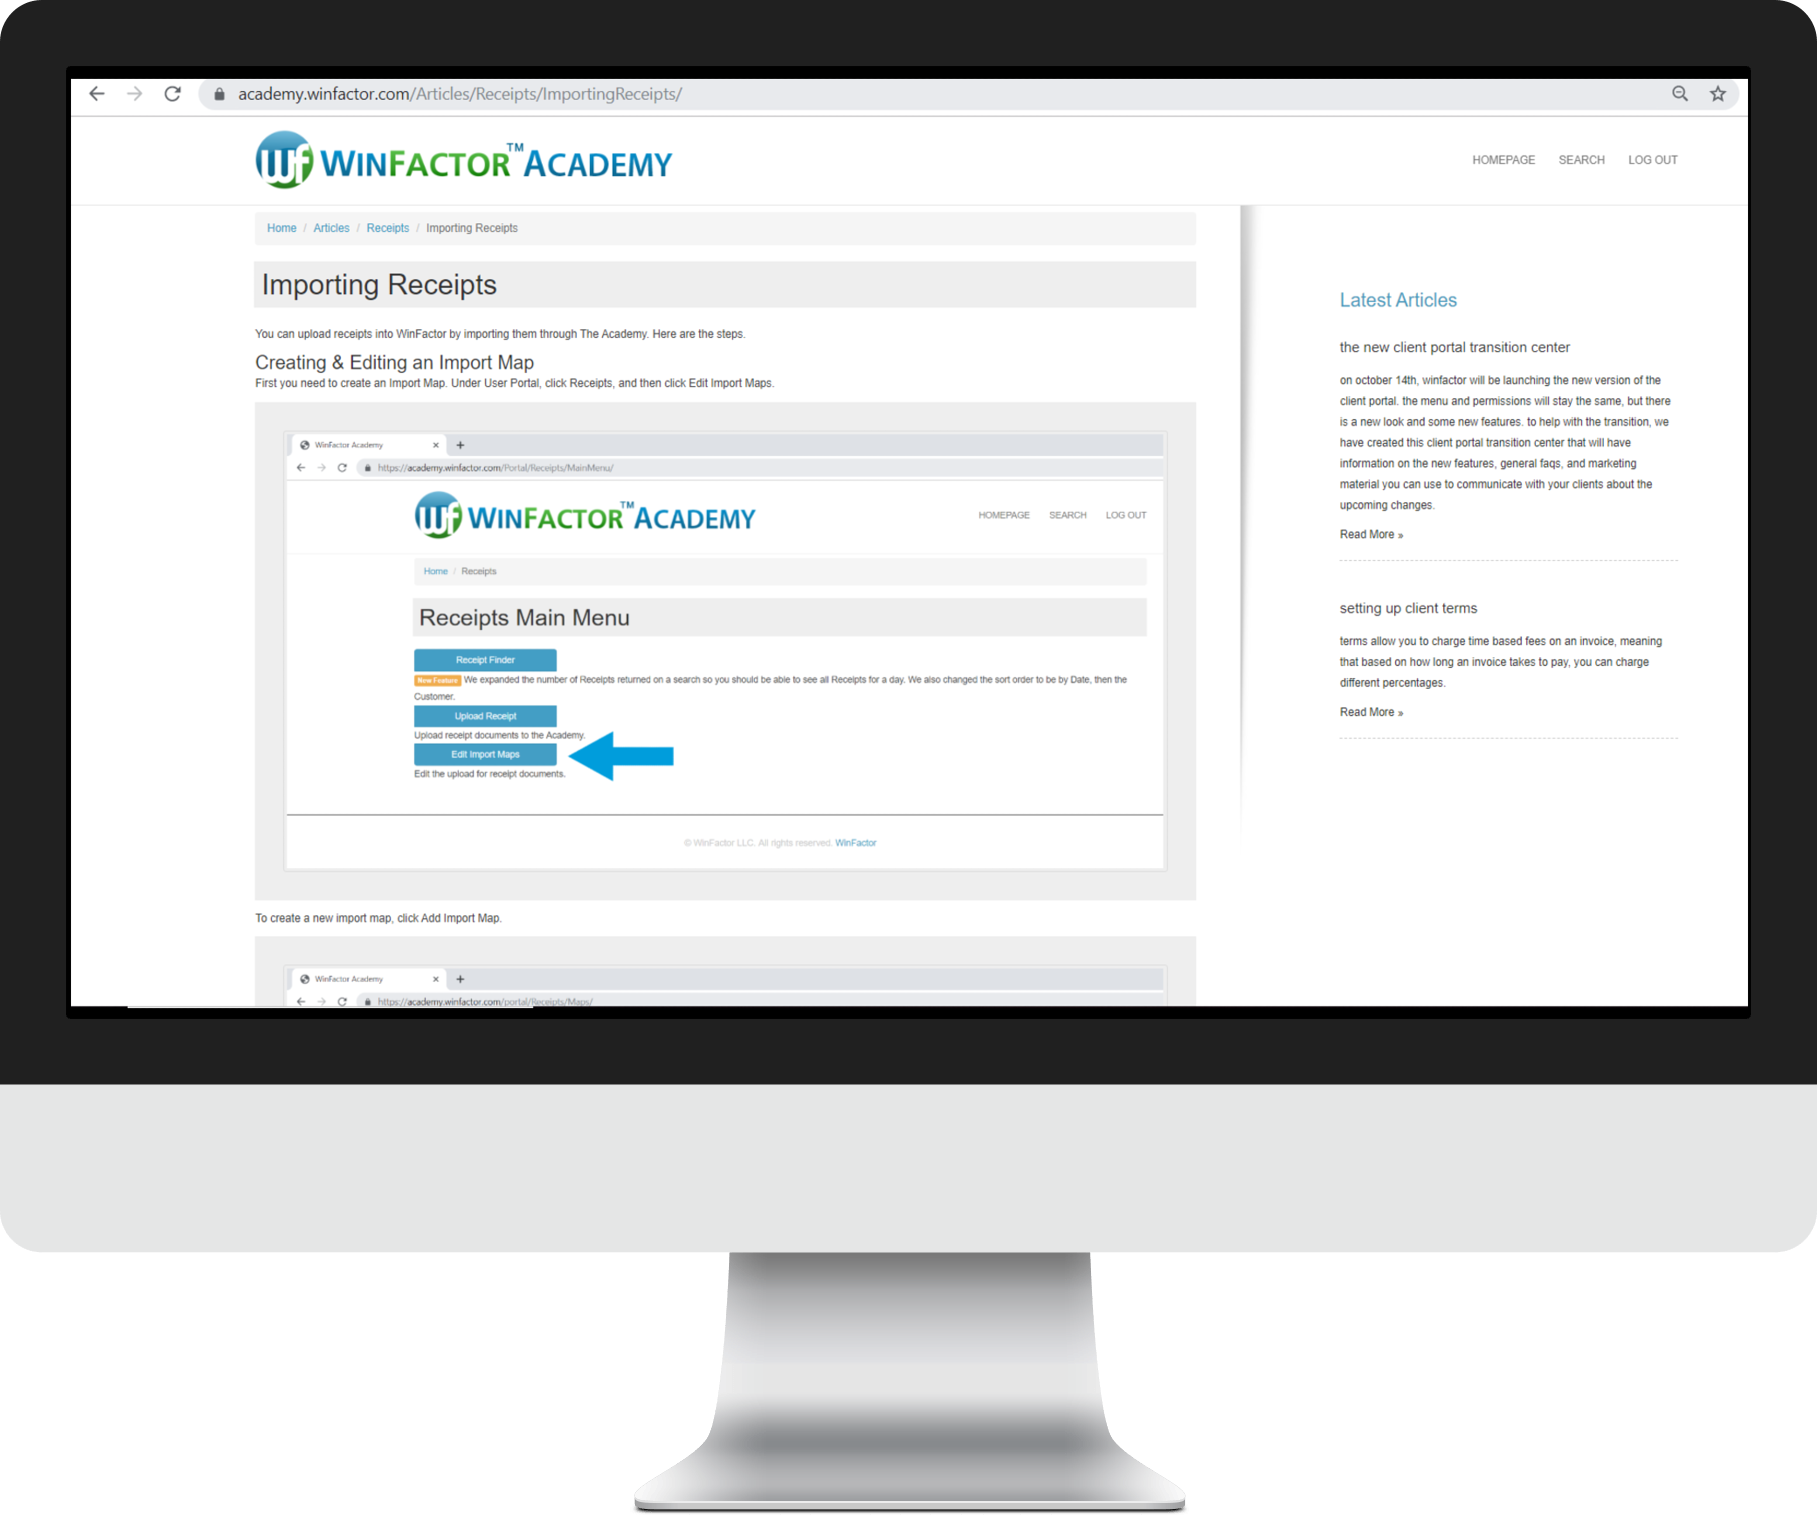 academy.winfactor.com/Articles/Receipts/ImportingReceipts/
WF WINFACTOR™ ACADEMY
HOMEPAGE SEARCH LOG OUT
Home / Articles / Receipts / Importing Receipts
Importing Receipts
You can upload receipts into WinFactor by importing them through The Academy. Here are the steps.
Creating & Editing an Import Map
First you need to create an Import Map. Under User Portal, click Receipts, and then click Edit Import Maps.
WinFactor Academy
https://academy.winfactor.com/Portal/Receipts/MainMenu/
WF WINFACTOR™ ACADEMY
HOMEPAGE SEARCH LOG OUT
Home / Receipts
Receipts Main Menu
Receipt Finder
New Feature We expanded the number of Receipts returned on a search so you should be able to see all Receipts for a day. We also changed the sort order to be by Date, then the
Customer.
Upload Receipt
Upload receipt documents to the Academy.
Edit Import Maps
Edit the upload for receipt documents.
© WinFactor LLC. All rights reserved. WinFactor
To create a new import map, click Add Import Map.
WinFactor Academy
https://academy.winfactor.com/portal/Receipts/Maps/
Latest Articles
the new client portal transition center
on october 14th, winfactor will be launching the new version of the
client portal. the menu and permissions will stay the same, but there
is a new look and some new features. to help with the transition, we
have created this client portal transition center that will have
information on the new features, general faqs, and marketing
material you can use to communicate with your clients about the
upcoming changes.
Read More »
setting up client terms
terms allow you to charge time based fees on an invoice, meaning
that based on how long an invoice takes to pay, you can charge
different percentages.
Read More »